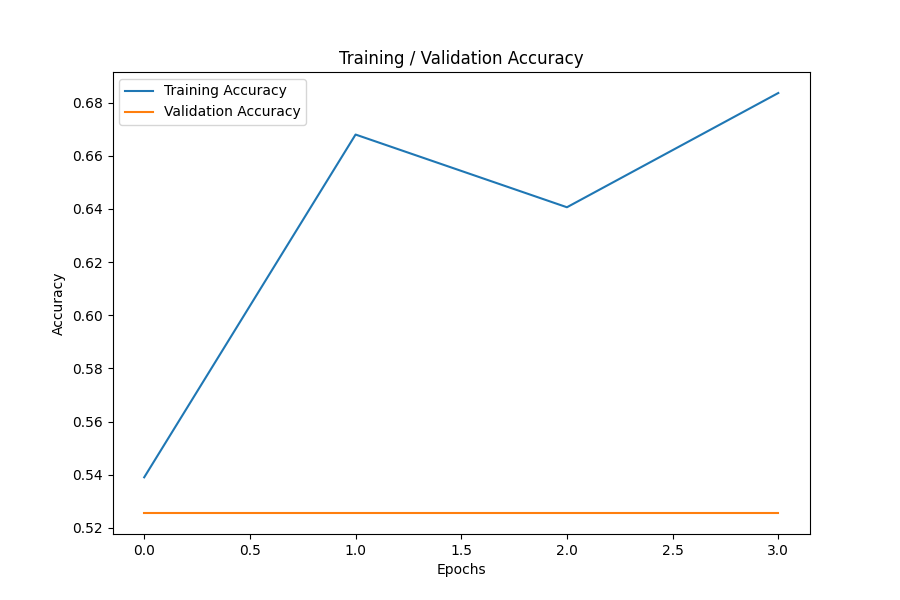 Training / Validation Accuracy
Training Accuracy
Validation Accuracy
Accuracy
0.68
0.66
0.64
0.62
0.60
0.58
0.56
0.54
0.52
0.0 0.5 1.0 1.5 2.0 2.5 3.0
Epochs